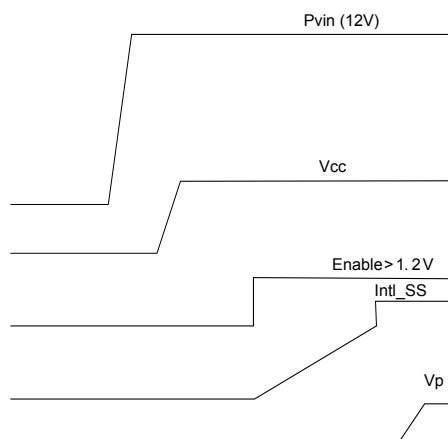 Pvin (12V)
Vcc
Enable>1.2V
Intl_SS
Vp